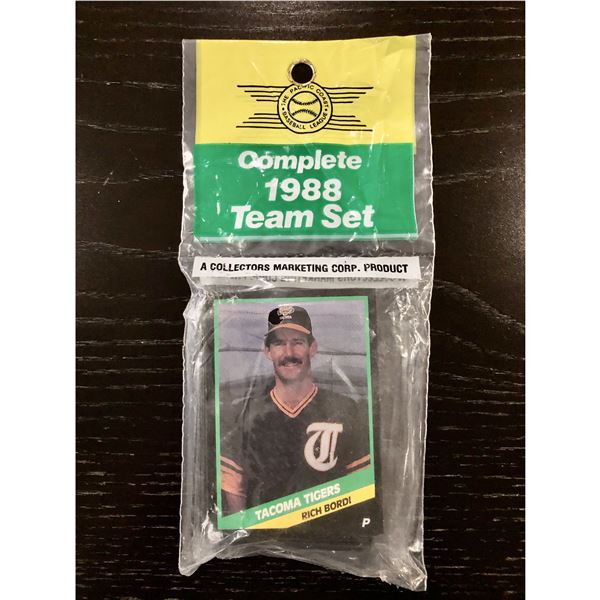 THE PACIFIC COAST
BASEBALL LEAGUE
Complete
1988
Team Set
A COLLECTORS MARKETING CORP. PRODUCT
T
TACOMA TIGERS
RICH BORDI
P